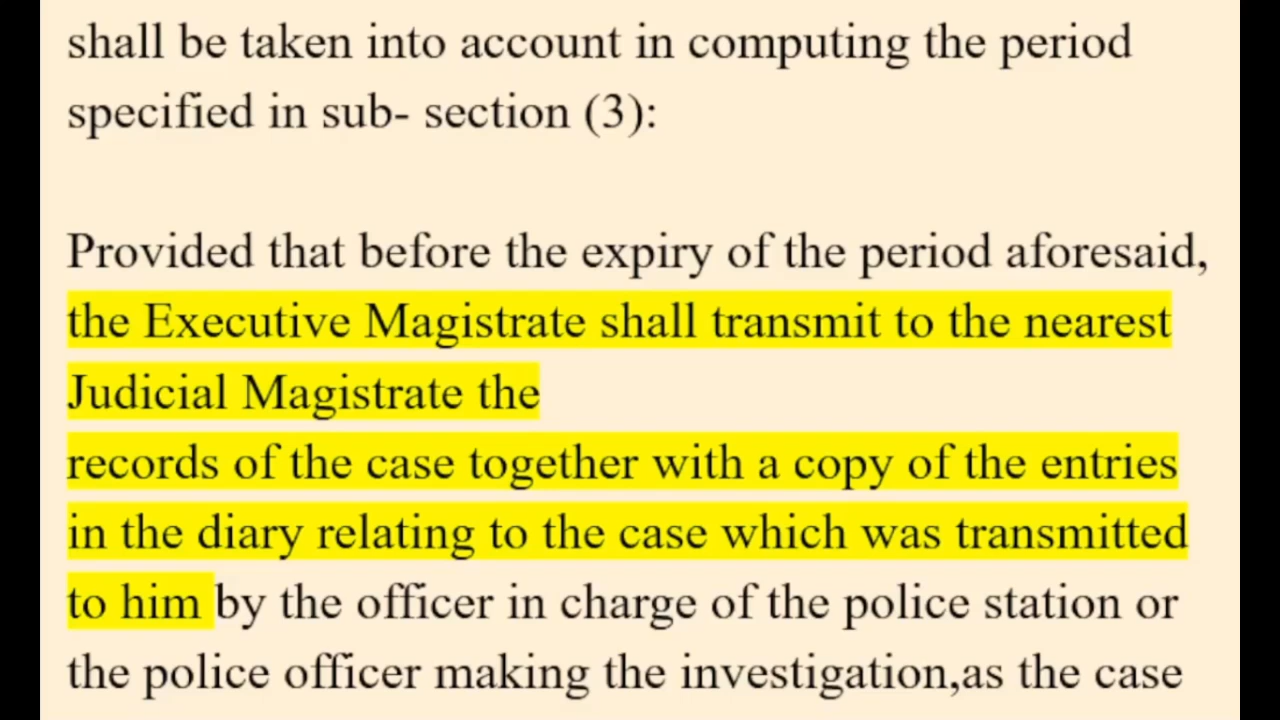 shall be taken into account in computing the period
specified in sub- section (3):
Provided that before the expiry of the period aforesaid,
the Executive Magistrate shall transmit to the nearest
Judicial Magistrate the
records of the case together with a copy of the entries
in the diary relating to the case which was transmitted
to him by the officer in charge of the police station or
the police officer making the investigation,as the case